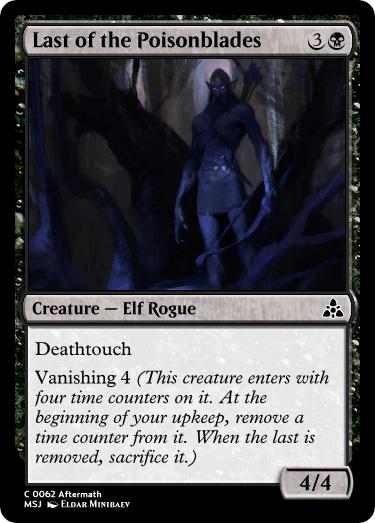 Last of the Poisonblades 3
Creature — Elf Rogue
Deathtouch
Vanishing 4 (This creature enters with
four time counters on it. At the
beginning of your upkeep, remove a
time counter from it. When the last is
removed, sacrifice it.)
4/4
C 0062 Aftermath
MSJ Eldar Minibaev